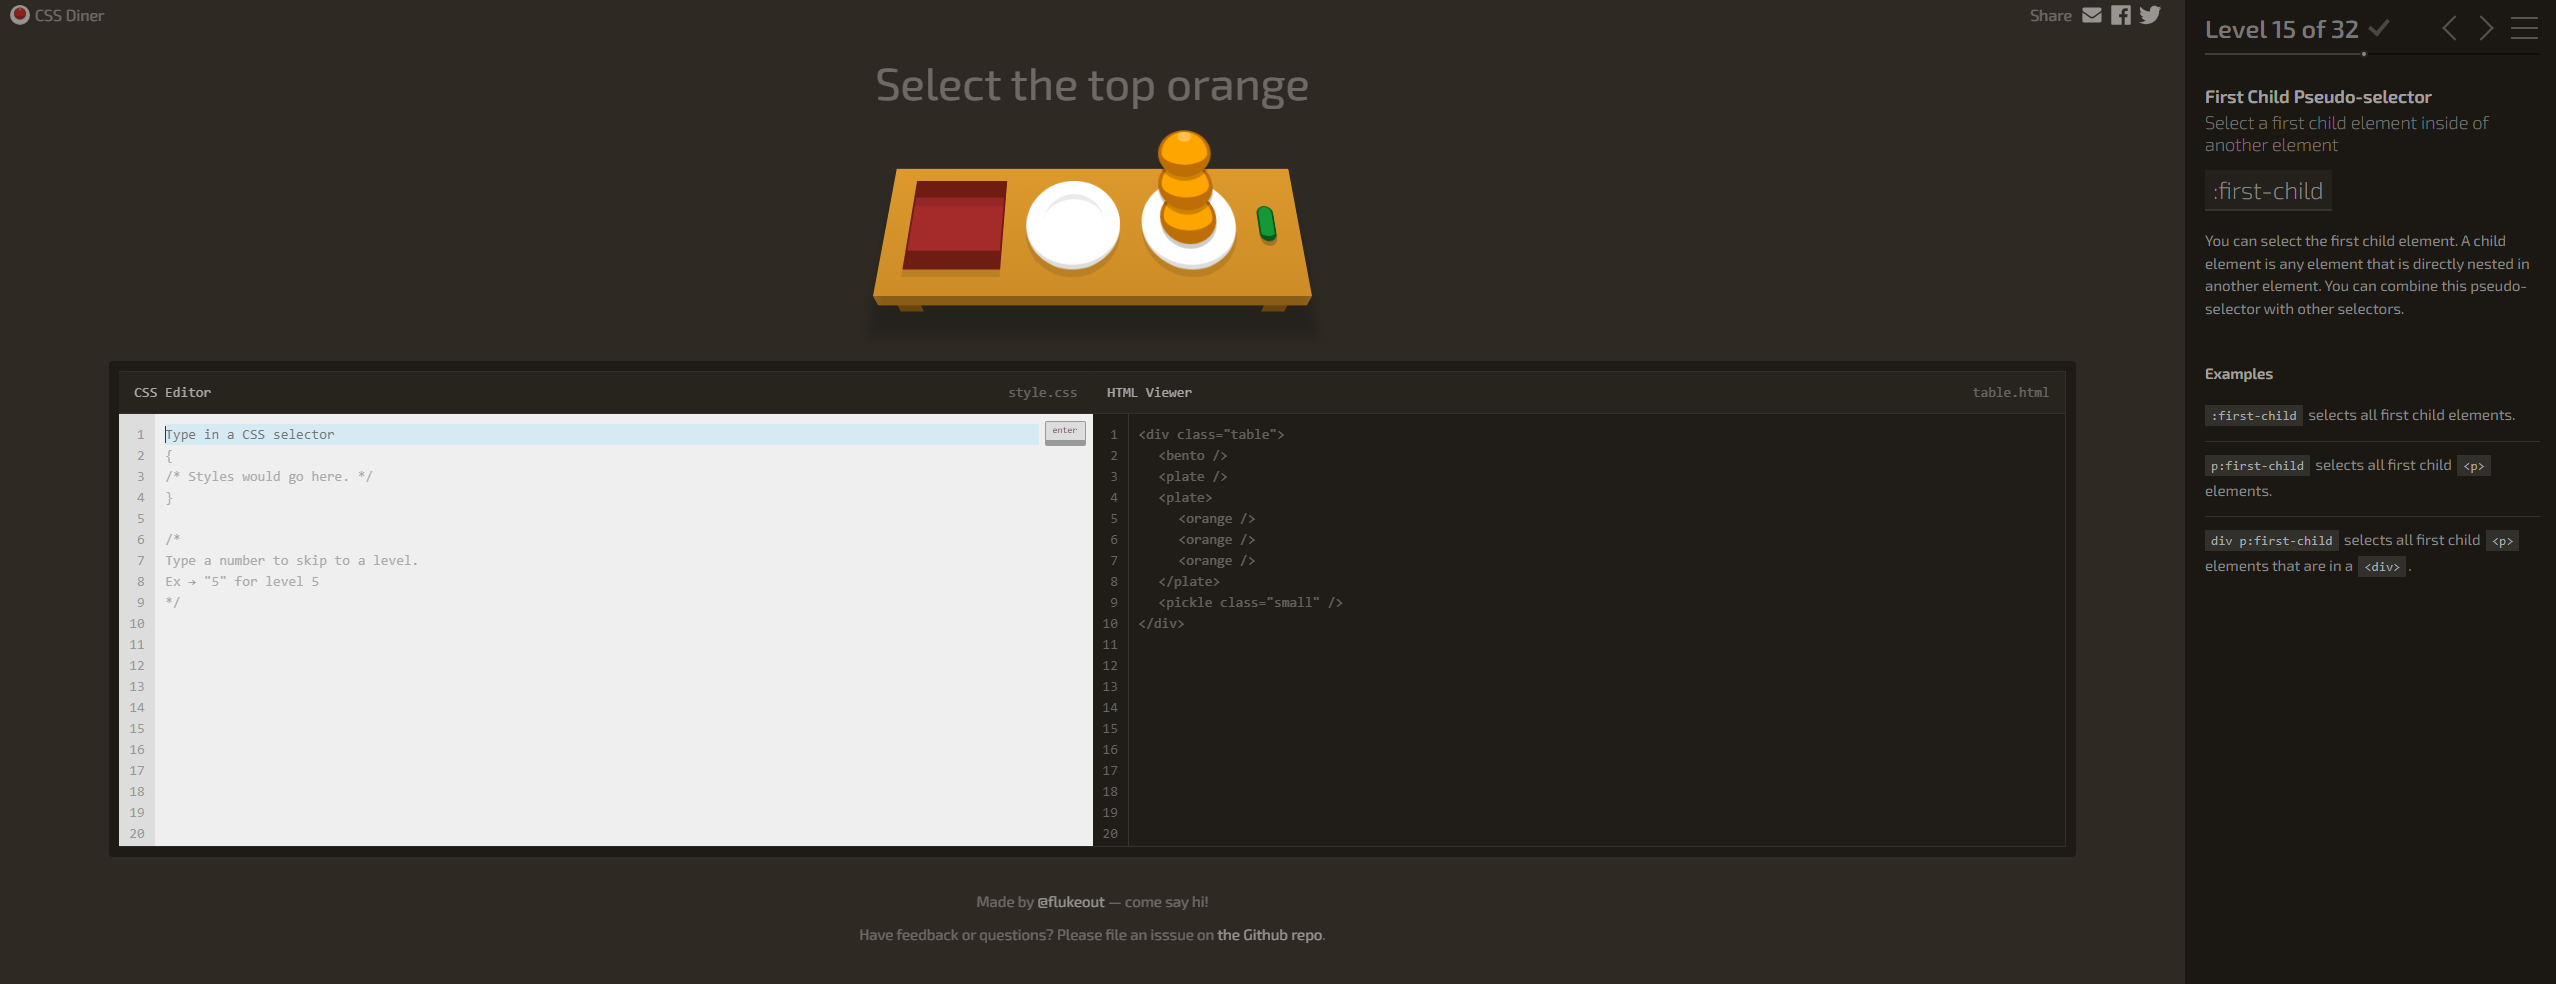 CSS Diner
Share
Select the top orange
CSS Editor style.css
1 Type in a CSS selector enter
2 {
3 /* Styles would go here. */
4 }
5
6 /*
7 Type a number to skip to a level.
8 Ex → "5" for level 5
9 */
10
11
12
13
14
15
16
17
18
19
20
HTML Viewer table.html
1 <div class="table">
2 <bento />
3 <plate />
4 <plate>
5 <orange />
6 <orange />
7 <orange />
8 </plate>
9 <pickle class="small" />
10 </div>
11
12
13
14
15
16
17
18
19
20
Made by @flukeout — come say hi!
Have feedback or questions? Please file an isssue on the Github repo.
Level 15 of 32
First Child Pseudo-selector
Select a first child element inside of
another element
:first-child
You can select the first child element. A child
element is any element that is directly nested in
another element. You can combine this pseudo-
selector with other selectors.
Examples
:first-child selects all first child elements.
p:first-child selects all first child <p>
elements.
div p:first-child selects all first child <p>
elements that are in a <div> .